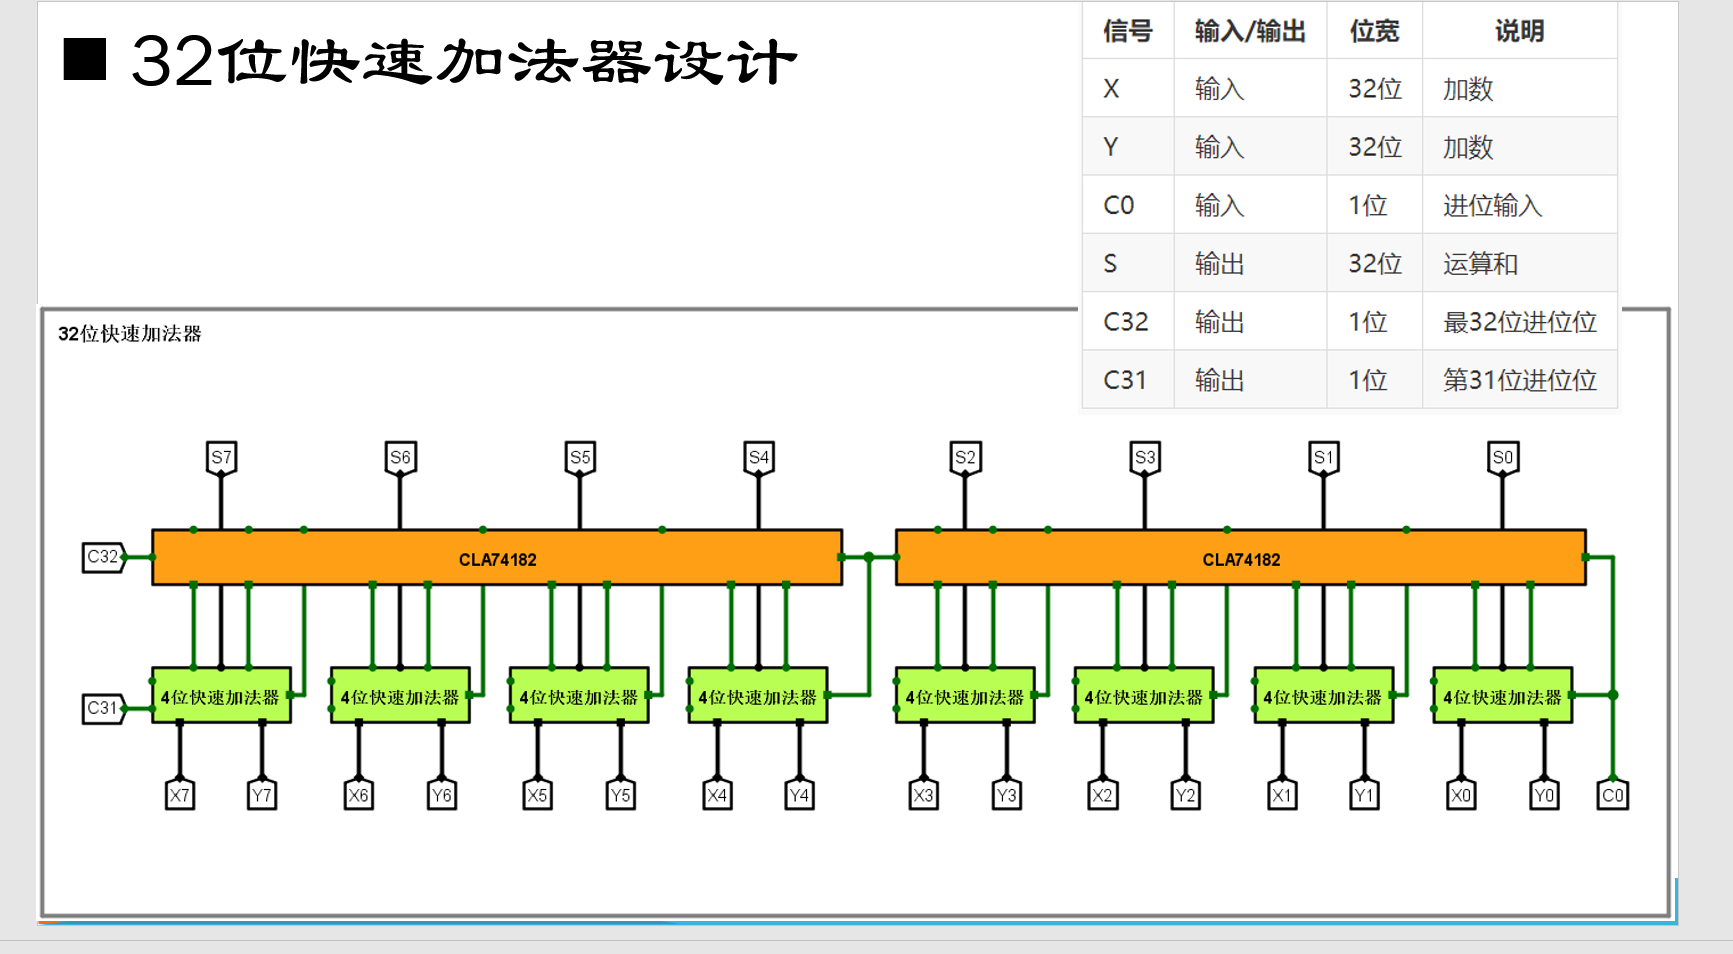 ■ 32位快速加法器设计
信号 输入/输出 位宽 说明
X 输入 32位 加数
Y 输入 32位 加数
C0 输入 1位 进位输入
S 输出 32位 运算和
C32 输出 1位 最32位进位位
C31 输出 1位 第31位进位位
32位快速加法器
S7 S6 S5 S4 S2 S3 S1 S0
C32 CLA74182 CLA74182
C31 4位快速加法器 4位快速加法器 4位快速加法器 4位快速加法器 4位快速加法器 4位快速加法器 4位快速加法器 4位快速加法器
X7 Y7 X6 Y6 X5 Y5 X4 Y4 X3 Y3 X2 Y2 X1 Y1 X0 Y0 C0